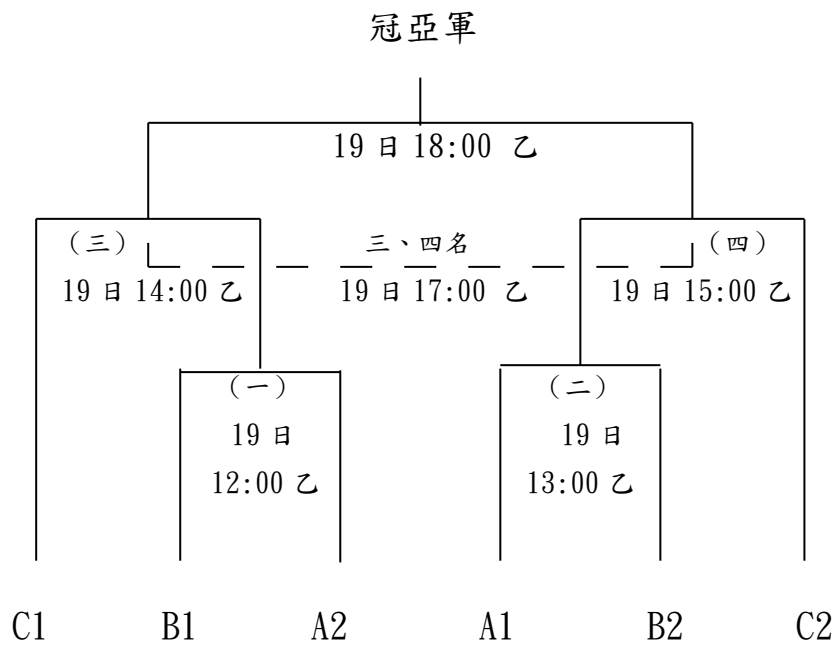 冠亞軍
19 日 18:00 乙
（三） 三、四名 （四）
19 日 14:00 乙 19 日 17:00 乙 19 日 15:00 乙
（一） （二）
19 日 19 日
12:00 乙 13:00 乙
C1 B1 A2 A1 B2 C2